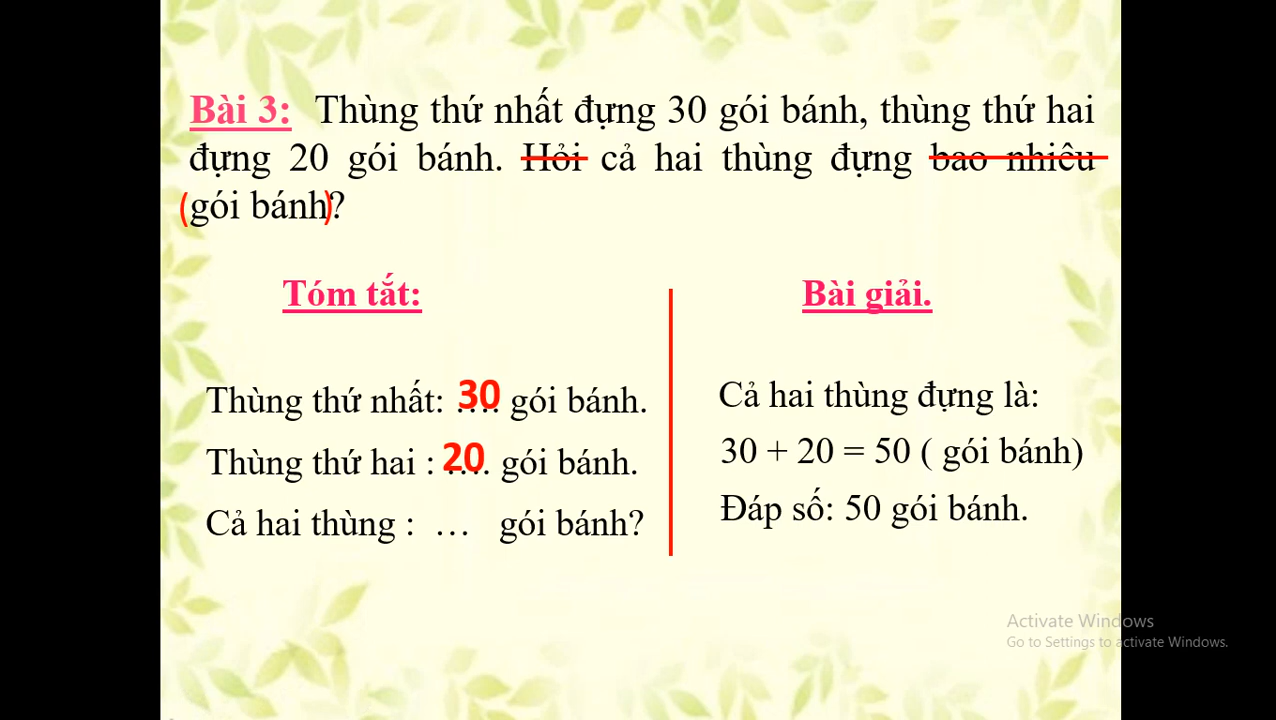 Bài 3: Thùng thứ nhất đựng 30 gói bánh, thùng thứ hai
đựng 20 gói bánh. Hỏi cả hai thùng đựng bao nhiêu
(gói bánh)?
Tóm tắt:
Thùng thứ nhất: 30 .... gói bánh.
Thùng thứ hai : 20 .... gói bánh.
Cả hai thùng : … gói bánh?
Bài giải.
Cả hai thùng đựng là:
30 + 20 = 50 ( gói bánh)
Đáp số: 50 gói bánh.
Activate Windows
Go to Settings to activate Windows.